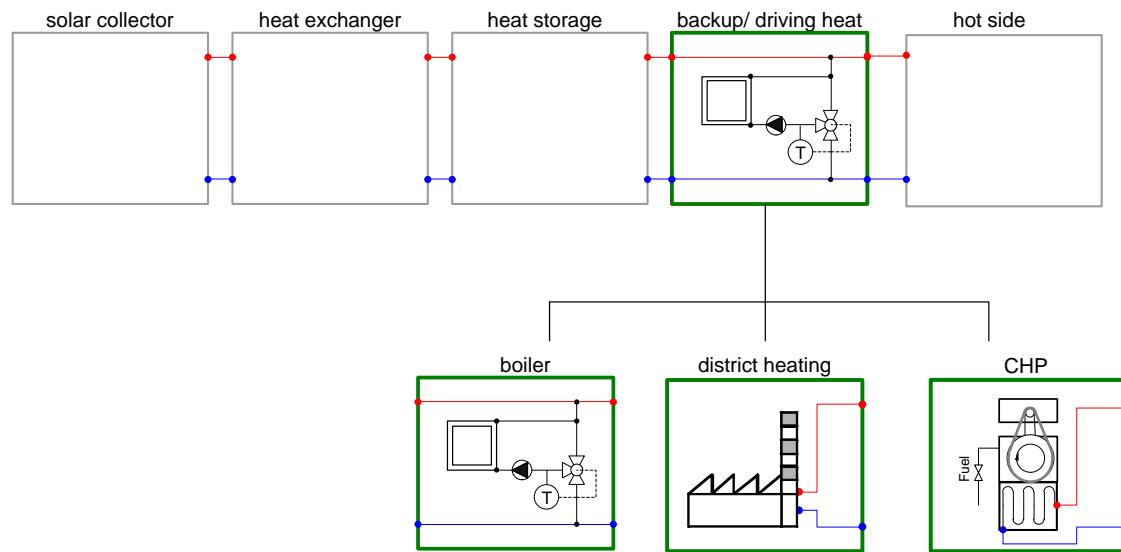 solar collector
heat exchanger
heat storage
backup/ driving heat
hot side
T
boiler
district heating
CHP
T
Fuel